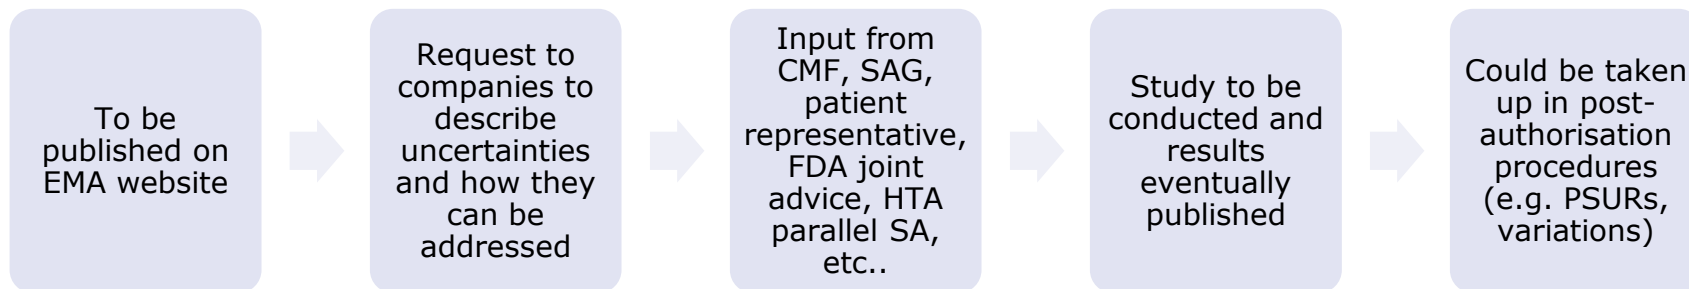 To be
published on
EMA website
Request to
companies to
describe
uncertainties
and how they
can be
addressed
Input from
CMF, SAG,
patient
representative,
FDA joint
advice, HTA
parallel SA,
etc..
Study to be
conducted and
results
eventually
published
Could be taken
up in post-
authorisation
procedures
(e.g. PSURs,
variations)